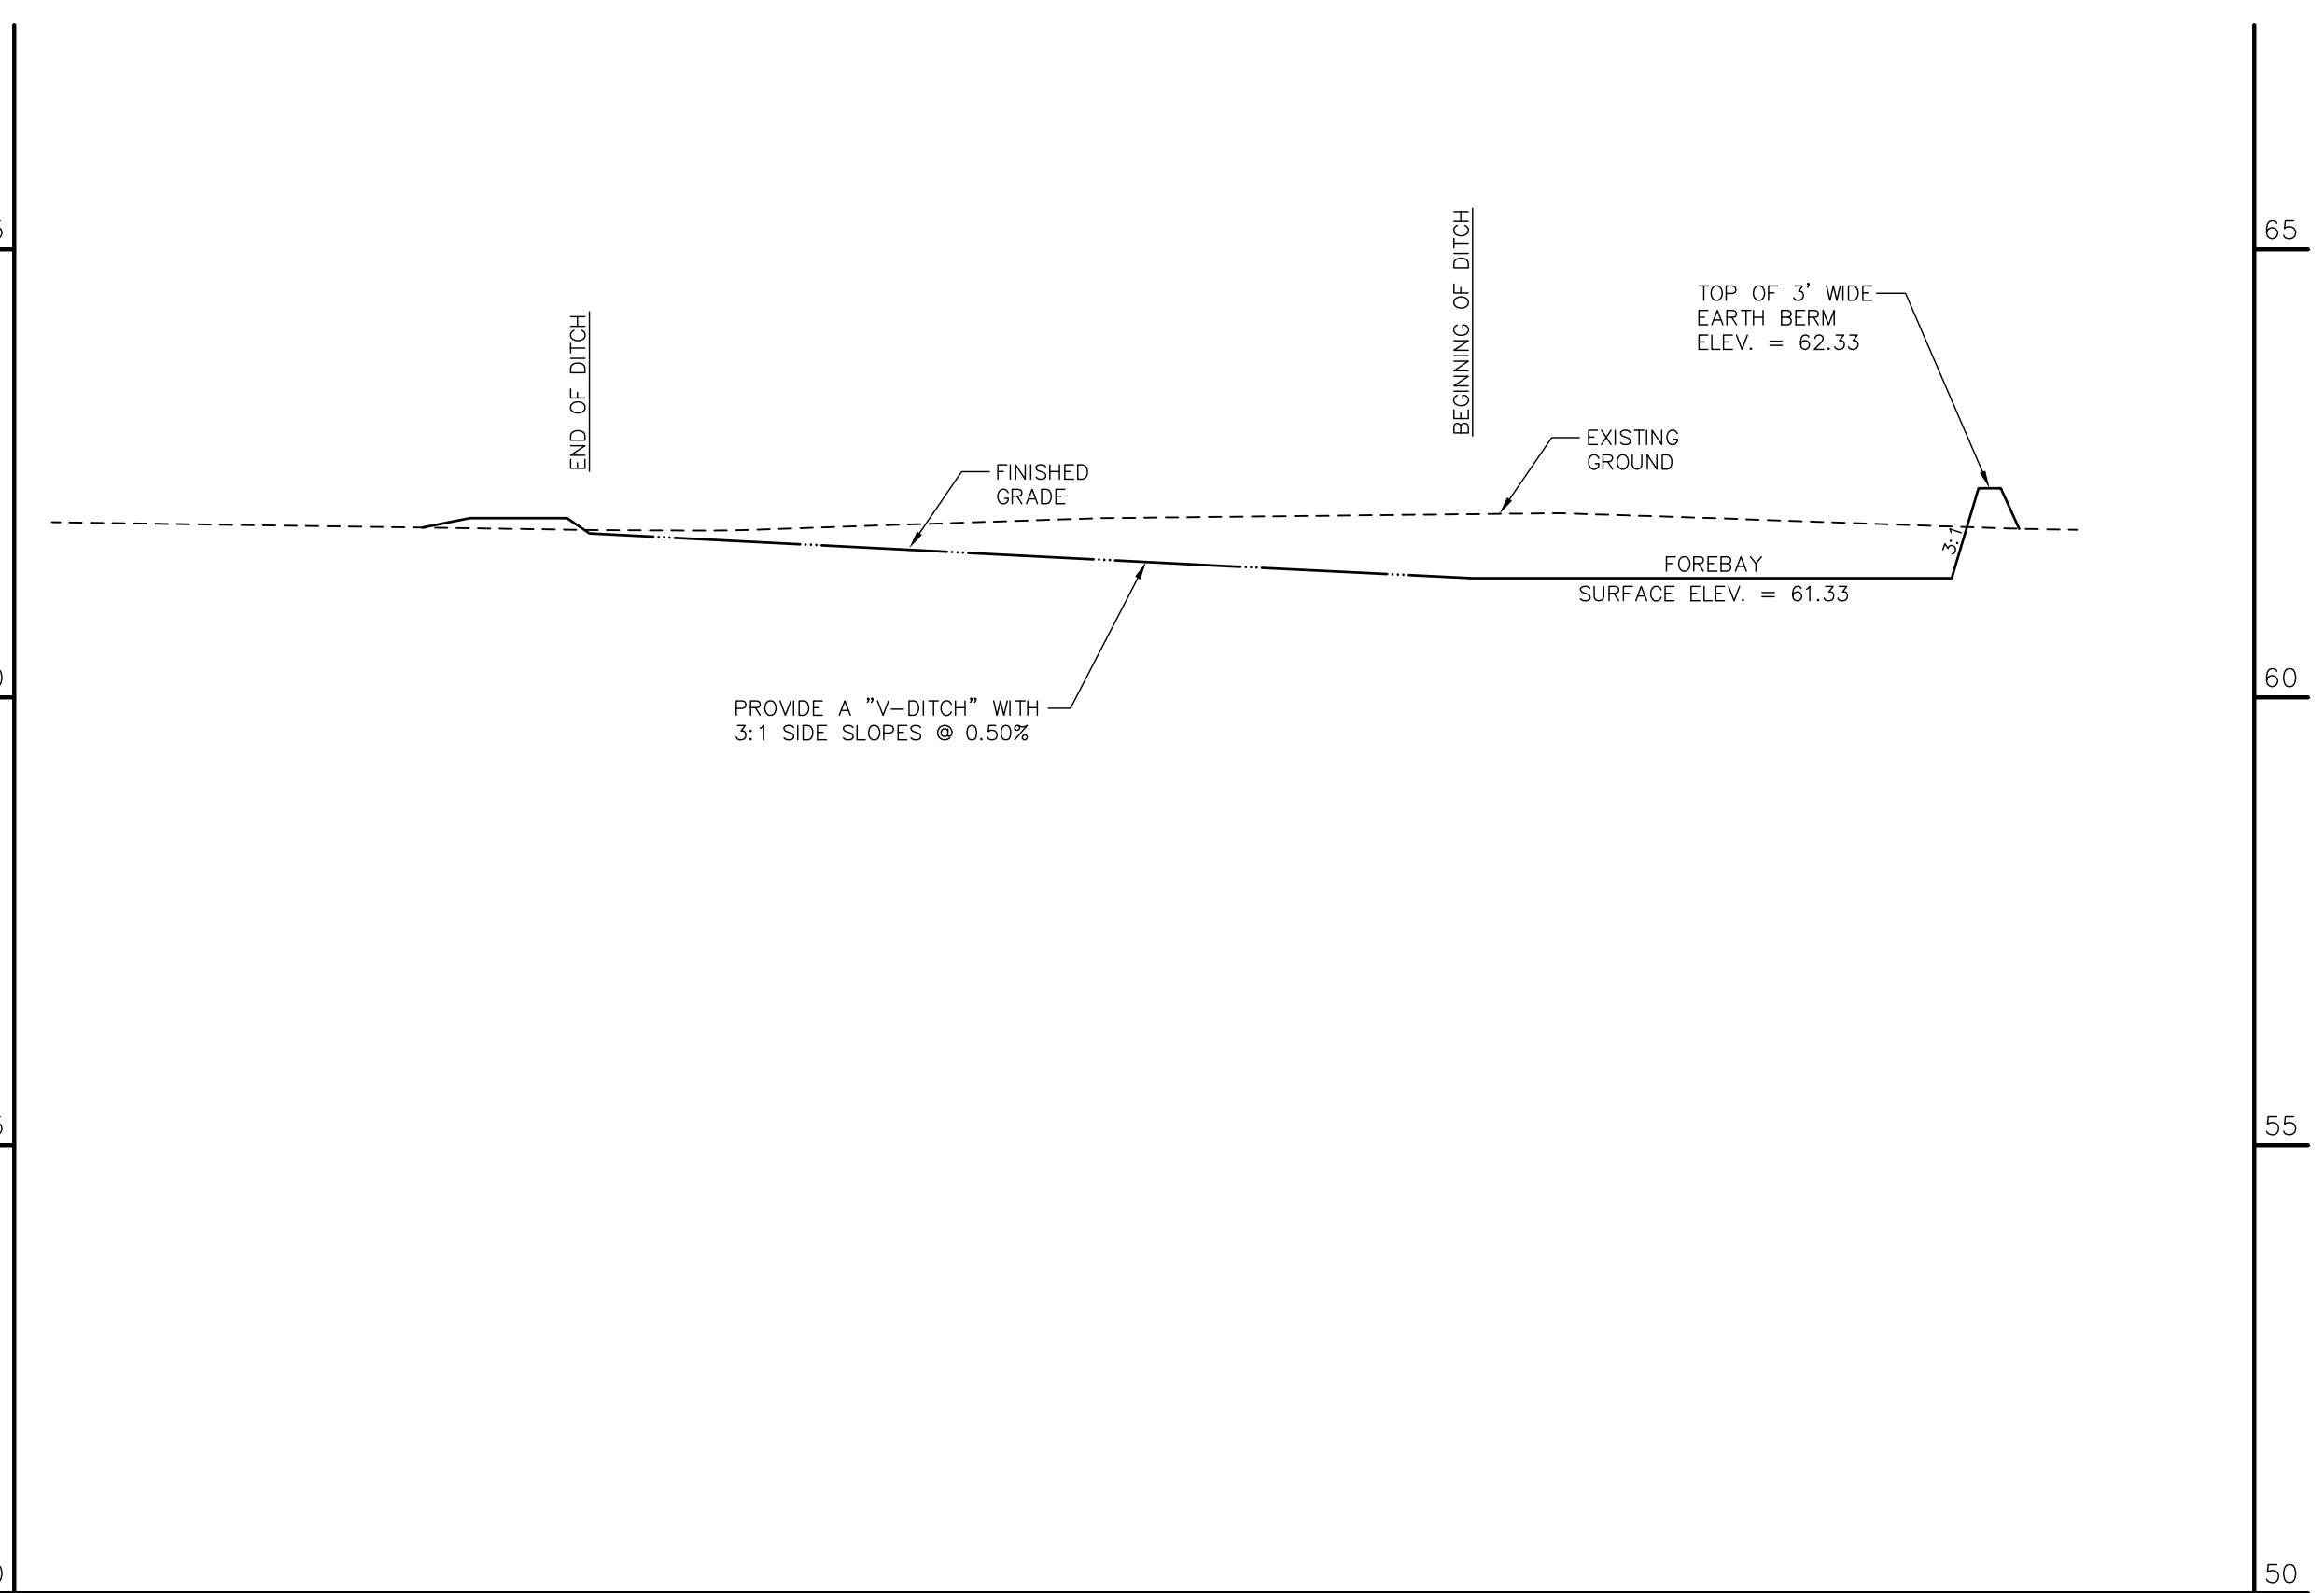 65
END OF DITCH
BEGINNING OF DITCH
TOP OF 3' WIDE
EARTH BERM
ELEV. = 62.33
EXISTING
GROUND
FINISHED
GRADE
3:1
FOREBAY
SURFACE ELEV. = 61.33
60
PROVIDE A "V-DITCH" WITH
3:1 SIDE SLOPES @ 0.50%
55
50